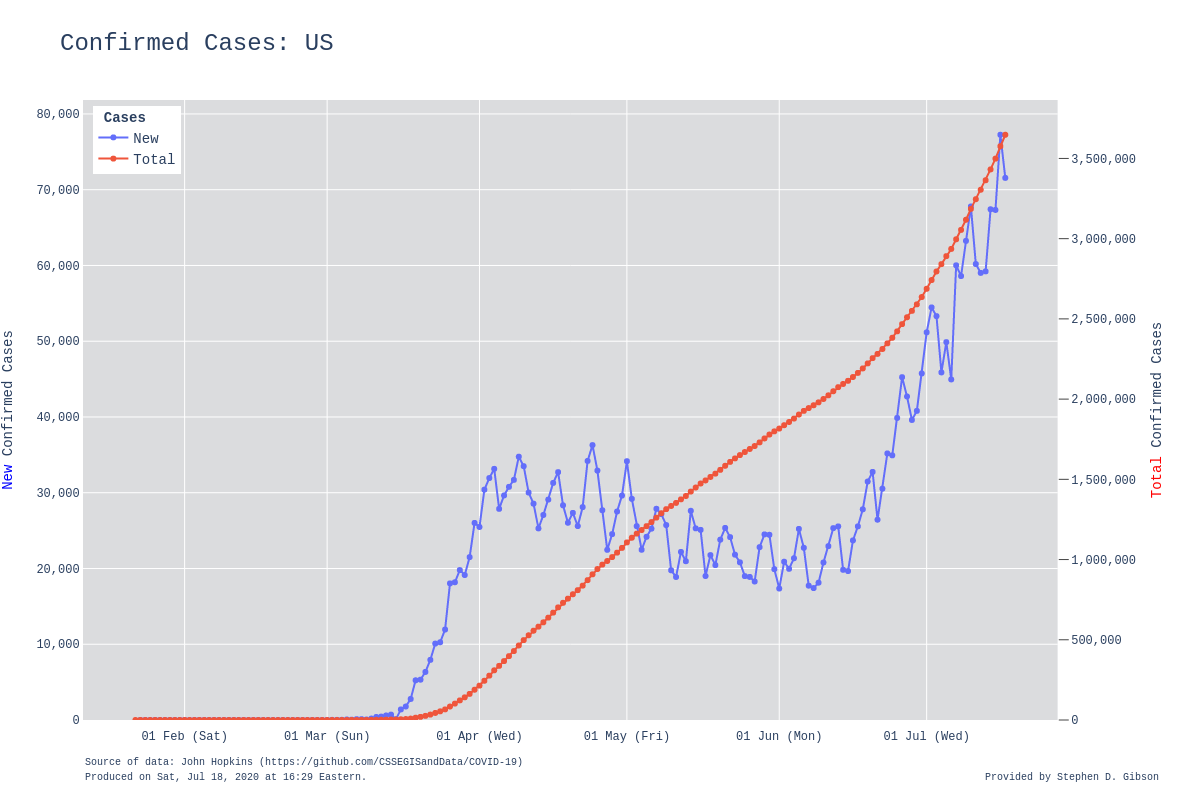 Confirmed Cases: US
Cases
New
Total
80,000
70,000
60,000
50,000
40,000
30,000
20,000
10,000
0
New Confirmed Cases
3,500,000
3,000,000
2,500,000
2,000,000
1,500,000
1,000,000
500,000
0
Total Confirmed Cases
01 Feb (Sat) 01 Mar (Sun) 01 Apr (Wed) 01 May (Fri) 01 Jun (Mon) 01 Jul (Wed)
Source of data: John Hopkins (https://github.com/CSSEGISandData/COVID-19)
Produced on Sat, Jul 18, 2020 at 16:29 Eastern.
Provided by Stephen D. Gibson